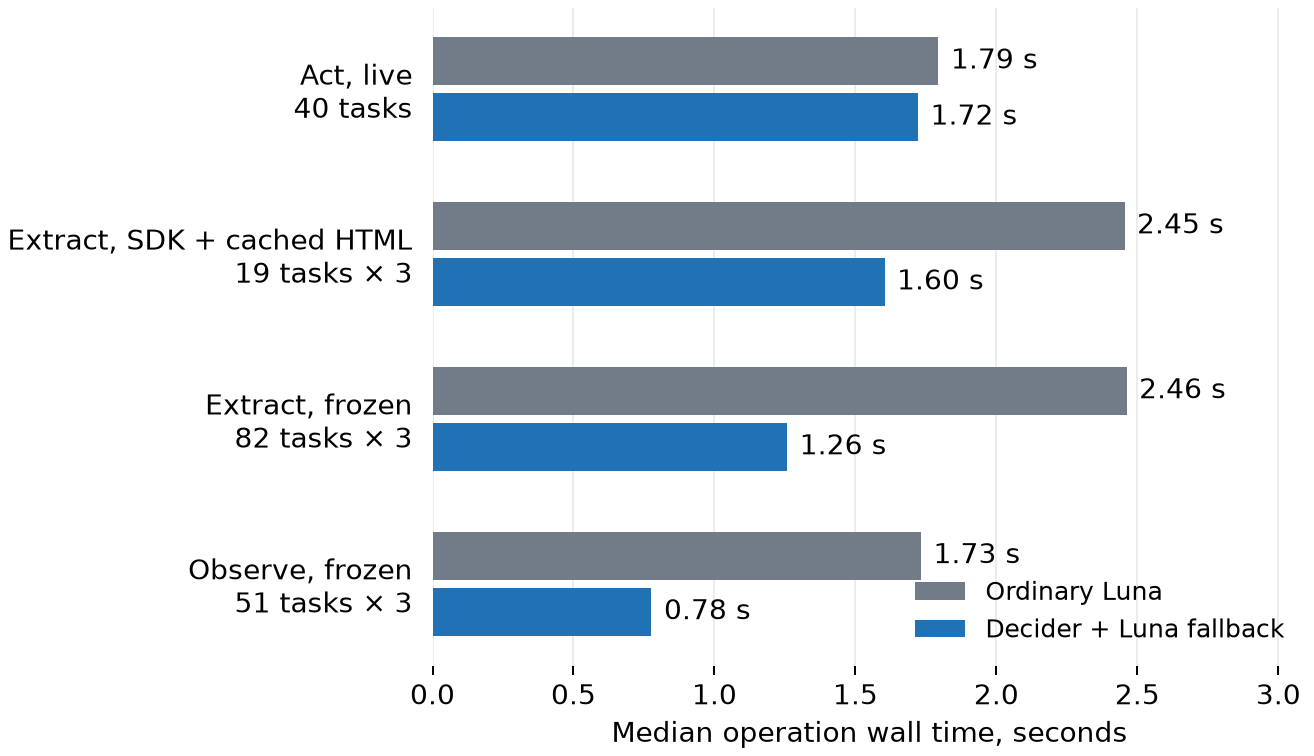 Act, live
40 tasks
1.79 s
1.72 s
Extract, SDK + cached HTML
19 tasks × 3
2.45 s
1.60 s
Extract, frozen
82 tasks × 3
2.46 s
1.26 s
Observe, frozen
51 tasks × 3
1.73 s
0.78 s
Ordinary Luna
Decider + Luna fallback
0.0 0.5 1.0 1.5 2.0 2.5 3.0
Median operation wall time, seconds